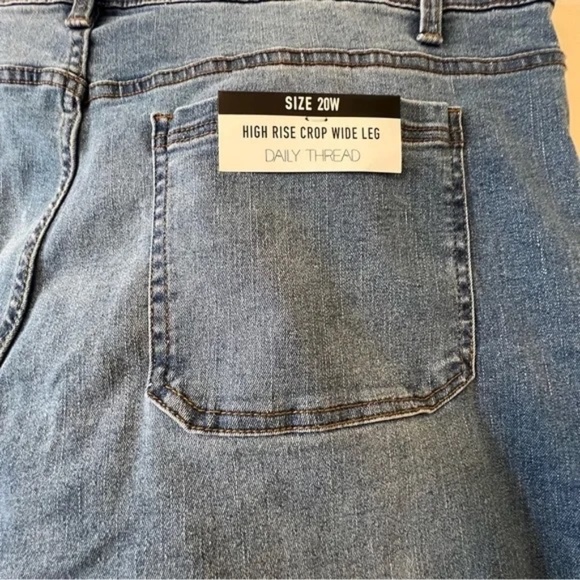 SIZE 20W
HIGH RISE CROP WIDE LEG
DAILY THREAD